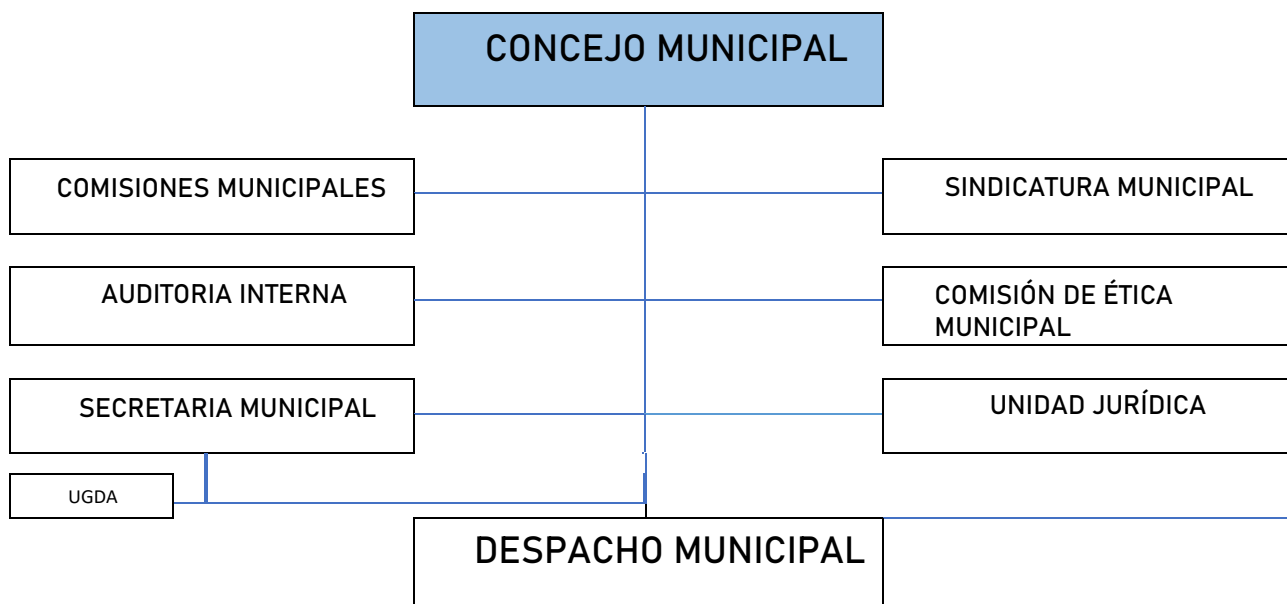 CONCEJO MUNICIPAL
COMISIONES MUNICIPALES
SINDICATURA MUNICIPAL
AUDITORIA INTERNA
COMISIÓN DE ÉTICA
MUNICIPAL
SECRETARIA MUNICIPAL
UNIDAD JURÍDICA
UGDA
DESPACHO MUNICIPAL